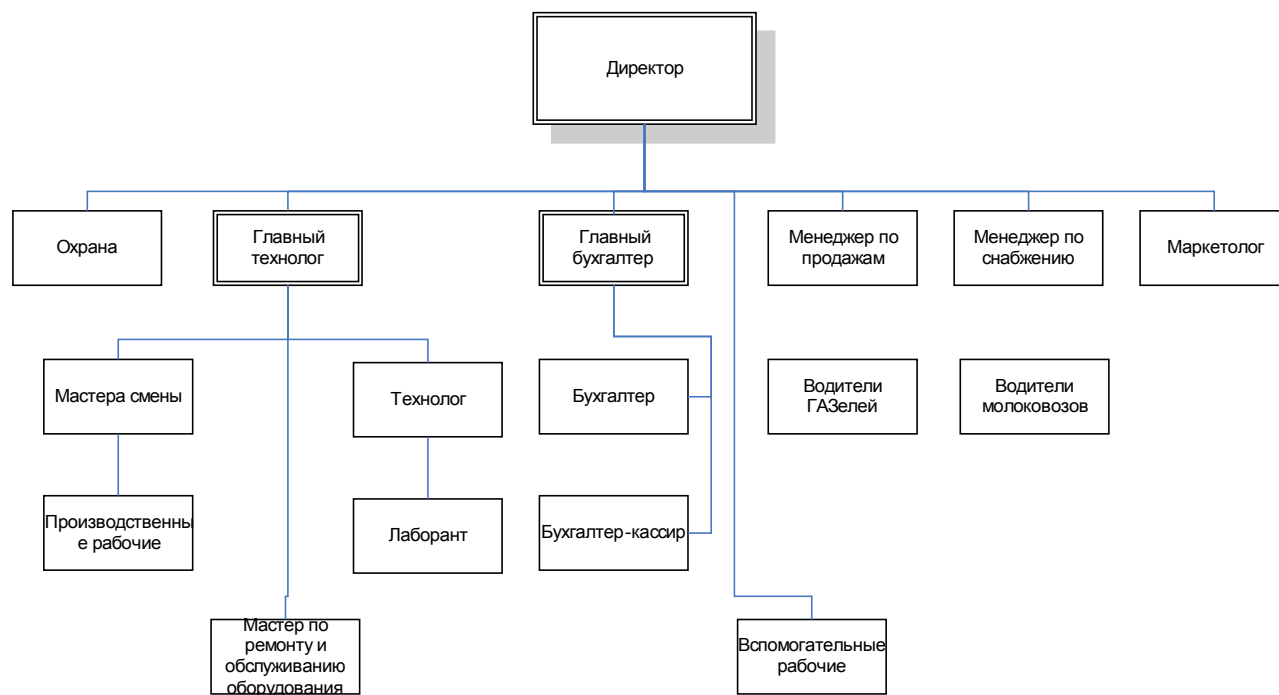 Директор
Охрана
Главный
технолог
Главный
бухгалтер
Менеджер по
продажам
Менеджер по
снабжению
Маркетолог
Мастера смены
Технолог
Бухгалтер
Водители
ГАЗелей
Водители
молоковозов
Производственны
е рабочие
Лаборант
Бухгалтер-кассир
Мастер по
ремонту и
обслуживанию
оборудования
Вспомогательные
рабочие